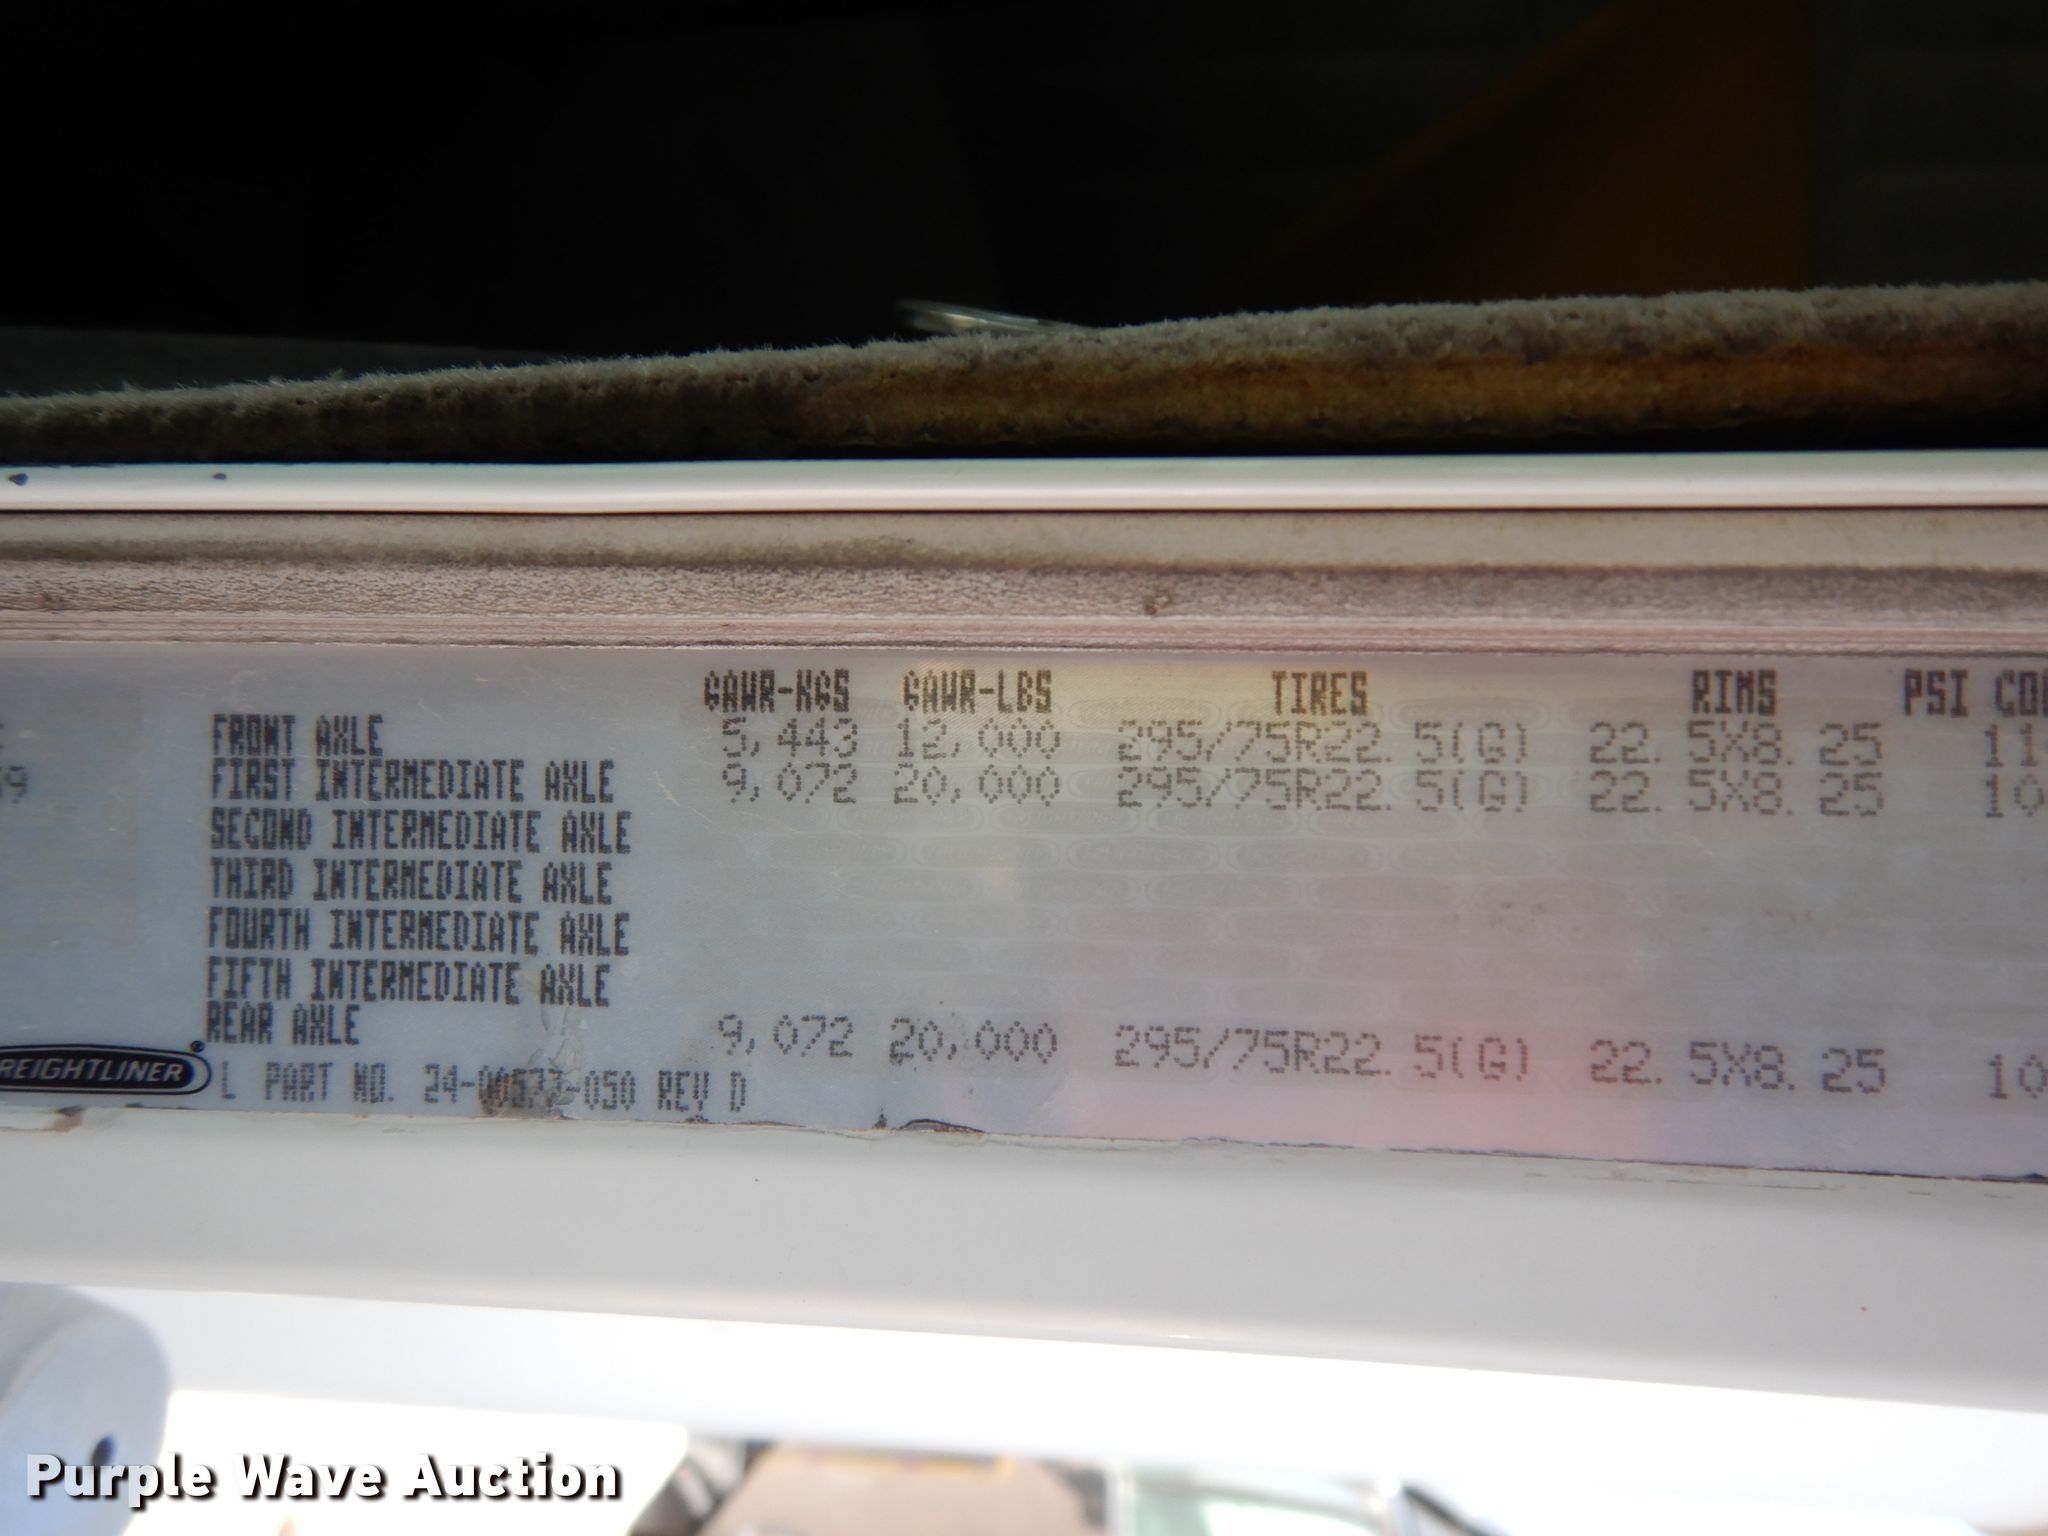 GAWR-KGS GAWR-LBS TIRES RIMS PSI
FRONT AXLE 5,443 12,000 295/75R22.5(G) 22.5X8.25
FIRST INTERMEDIATE AXLE 9,072 20,000 295/75R22.5(G) 22.5X8.25
SECOND INTERMEDIATE AXLE
THIRD INTERMEDIATE AXLE
FOURTH INTERMEDIATE AXLE
FIFTH INTERMEDIATE AXLE
REAR AXLE 9,072 20,000 295/75R22.5(G) 22.5X8.25
REIGHTLINER L PART NO. REV D
Purple Wave Auction